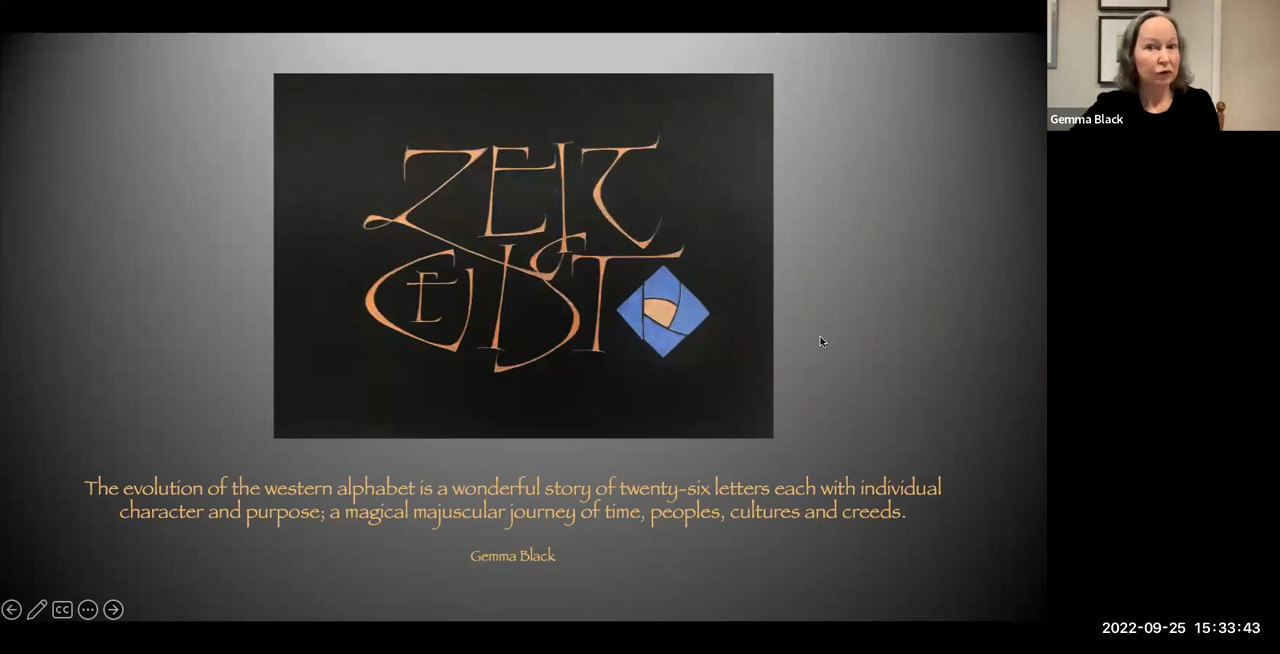 ZEIT
GEIST
The evolution of the western alphabet is a wonderful story of twenty-six letters each with individual
character and purpose; a magical majuscular journey of time, peoples, cultures and creeds.
Gemma Black
Gemma Black
CC
2022-09-25 15:33:43